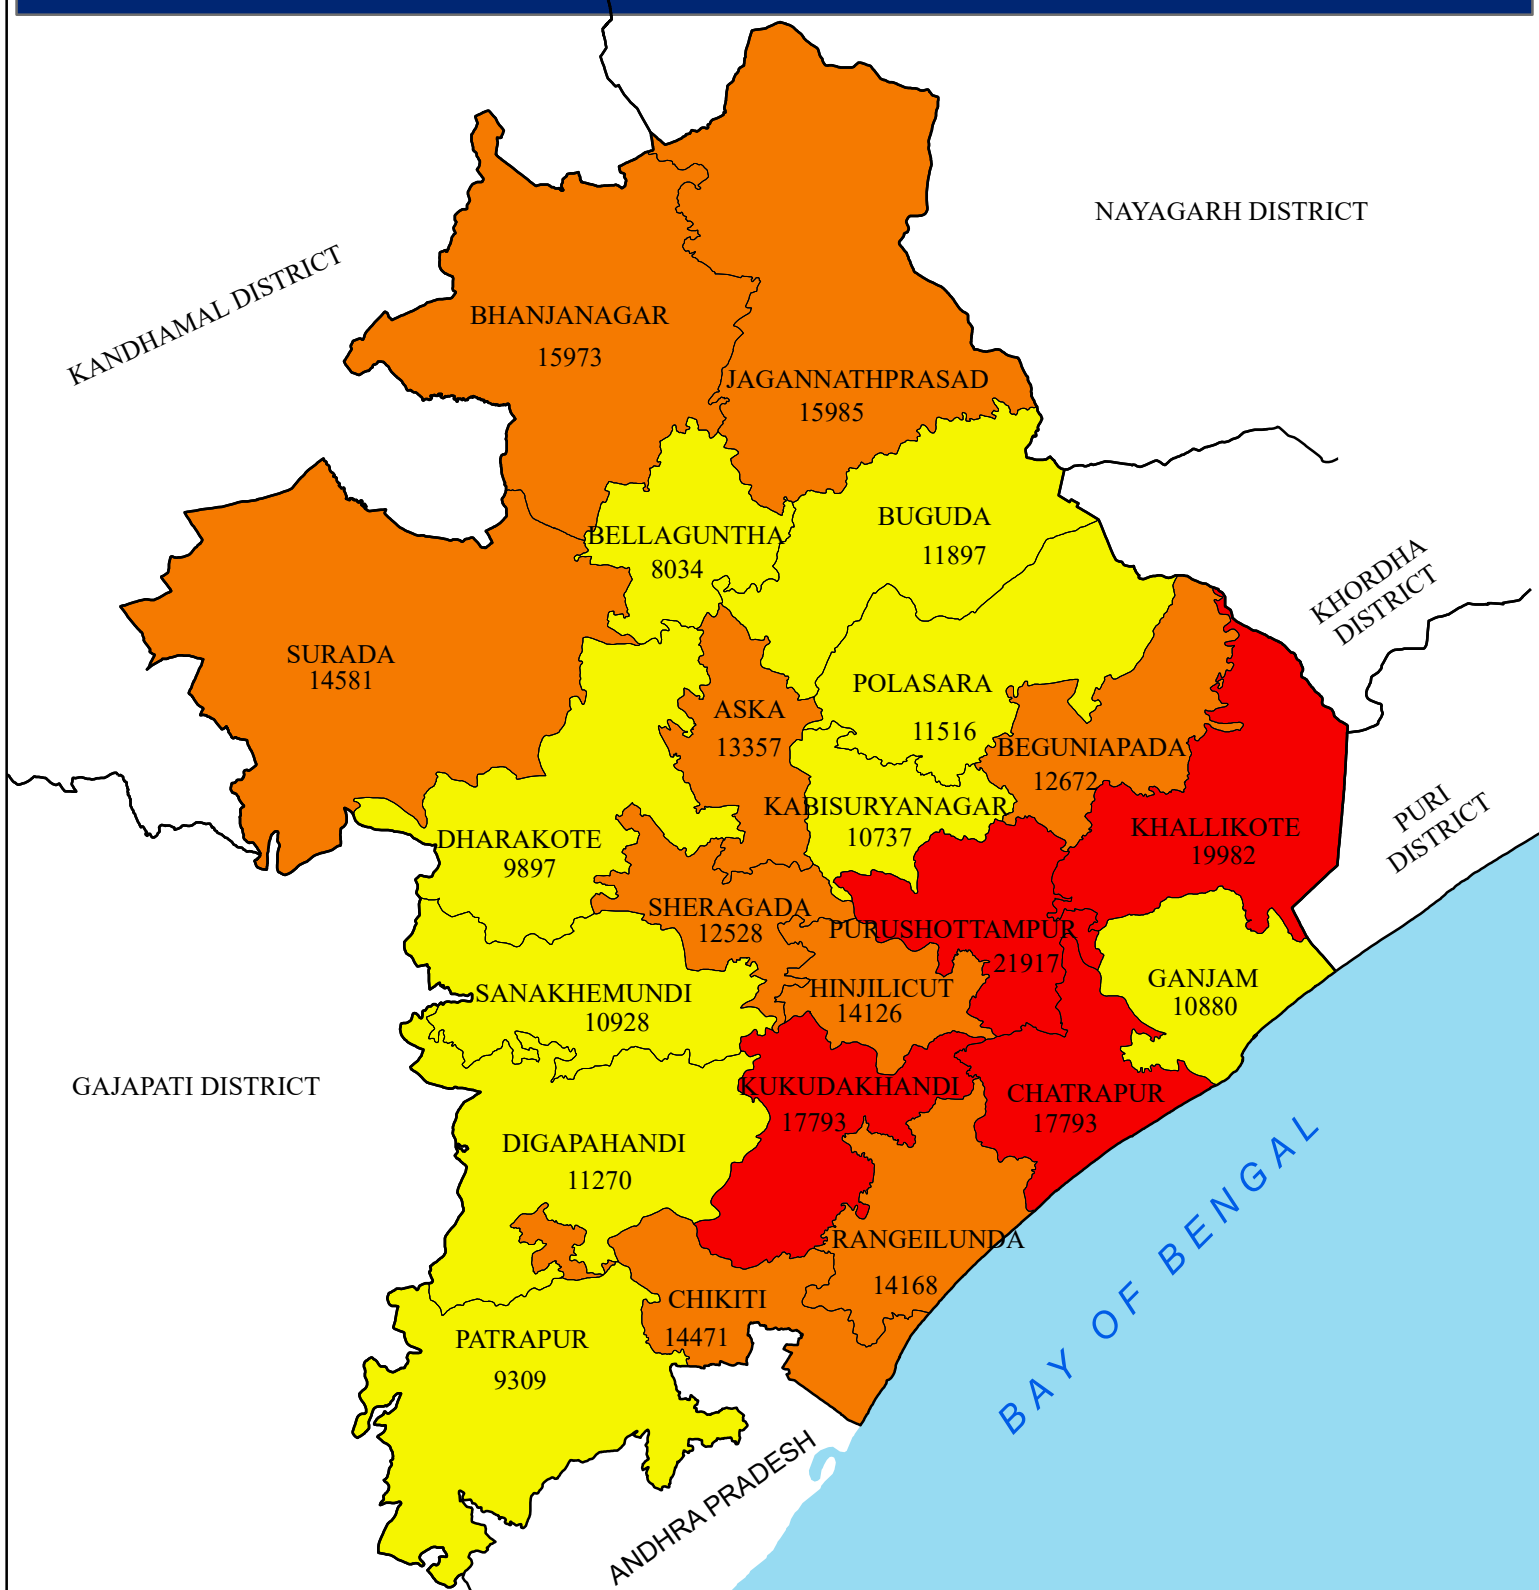 NAYAGARH DISTRICT
KANDHAMAL DISTRICT
BHANJANAGAR
15973
JAGANNATHPRASAD
15985
BUGUDA
11897
BELLAGUNTHA
8034
KHORDHA
DISTRICT
SURADA
14581
POLASARA
11516
ASKA
13357
BEGUNIAPADA
12672
KABISURYANAGAR
10737
KHALLIKOTE
19982
PURI
DISTRICT
DHARAKOTE
9897
SHERAGADA
12528
PURUSHOTTAMPUR
21917
GANJAM
10880
HINJILICUT
14126
SANAKHEMUNDI
10928
GAJAPATI DISTRICT
KUKUDAKHANDI
17793
CHATRAPUR
17793
DIGAPAHANDI
11270
RANGEILUNDA
14168
BAY OF BENGAL
CHIKITI
14471
PATRAPUR
9309
ANDHRA PRADESH